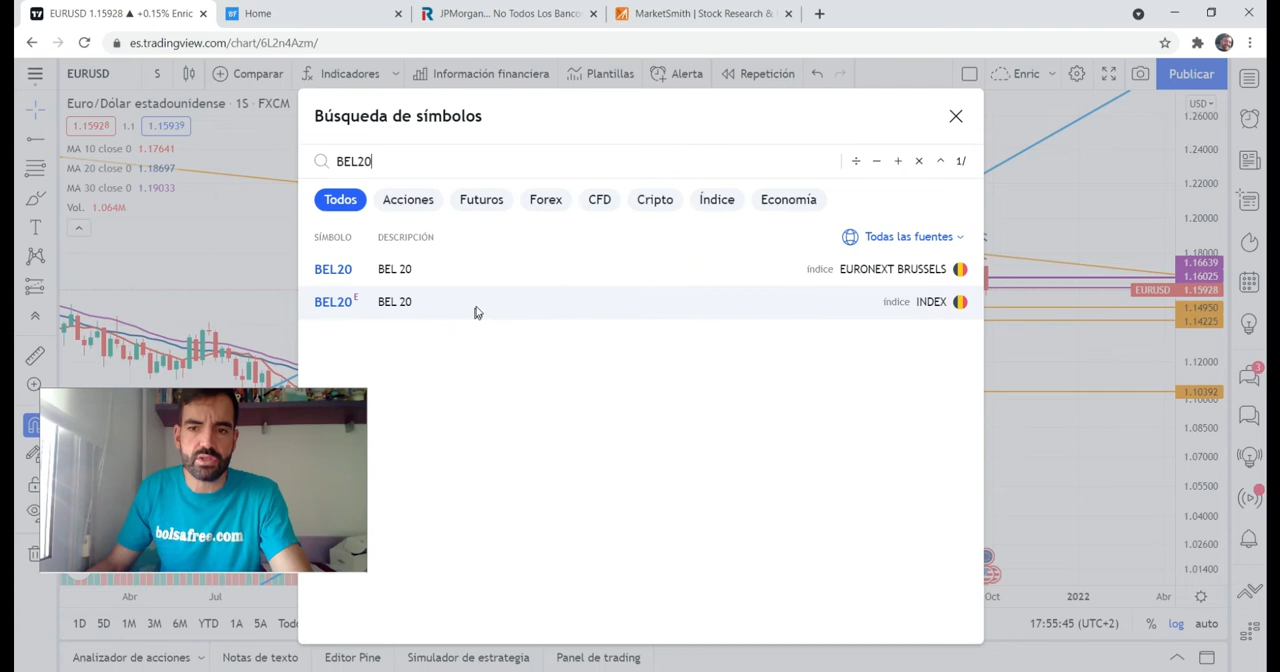 EURUSD 1.15928 ▲ +0.15% Enric
Home
JPMorgan... No Todos Los Banco
MarketSmith | Stock Research &
es.tradingview.com/chart/6L2n4Azm/
EURUSD S Comparar Indicadores Información financiera Plantillas Alerta Repetición Enric Publicar
Euro/Dólar estadounidense · 1S · FXCM
1.15928 1.1 1.15939
MA 10 close 0 1.17641
MA 20 close 0 1.18697
MA 30 close 0 1.19033
Vol. 1.064M
Búsqueda de símbolos
BEL20
1/
Todos Acciones Futuros Forex CFD Cripto Índice Economía
SÍMBOLO DESCRIPCIÓN Todas las fuentes
BEL20 BEL 20 índice EURONEXT BRUSSELS
BEL20 E BEL 20 índice INDEX
USD
1.26000
1.24000
1.22000
1.20000
1.18000
1.16639
1.16025
EURUSD 1.15928
1.14950
1.14225
1.12000
1.10392
1.10000
1.08500
1.07000
1.05500
1.04000
1.02600
1.01400
3
bolsafree.com
Abr Jul Oct 2022 Abr
1D 5D 1M 3M 6M YTD 1A 5A Todo 17:55:45 (UTC+2) % log auto
Analizador de acciones Notas de texto Editor Pine Simulador de estrategia Panel de trading